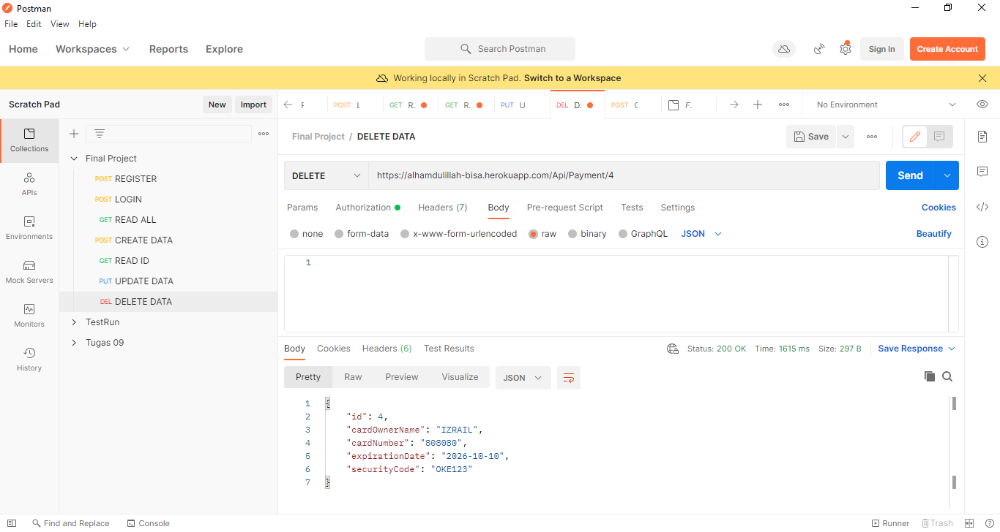 Postman
File Edit View Help
Home Workspaces Reports Explore Search Postman Sign In Create Account
Working locally in Scratch Pad. Switch to a Workspace
Scratch Pad New Import
POST L GET R. GET R. PUT U DEL D. POST C F. No Environment
Collections
APIs
Environments
Mock Servers
Monitors
History
Final Project
POST REGISTER
POST LOGIN
GET READ ALL
POST CREATE DATA
GET READ ID
PUT UPDATE DATA
DEL DELETE DATA
TestRun
Tugas 09
Final Project / DELETE DATA Save
DELETE https://alhamdulillah-bisa.herokuapp.com/Api/Payment/4 Send
Params Authorization Headers (7) Body Pre-request Script Tests Settings Cookies
none form-data x-www-form-urlencoded raw binary GraphQL JSON Beautify
1
Body Cookies Headers (6) Test Results Status: 200 OK Time: 1615 ms Size: 297 B Save Response
Pretty Raw Preview Visualize JSON
1 {
2 "id": 4,
3 "cardOwnerName": "IZRAIL",
4 "cardNumber": "808080",
5 "expirationDate": "2026-10-10",
6 "securityCode": "OKE123"
7 }
Find and Replace Console Runner Trash